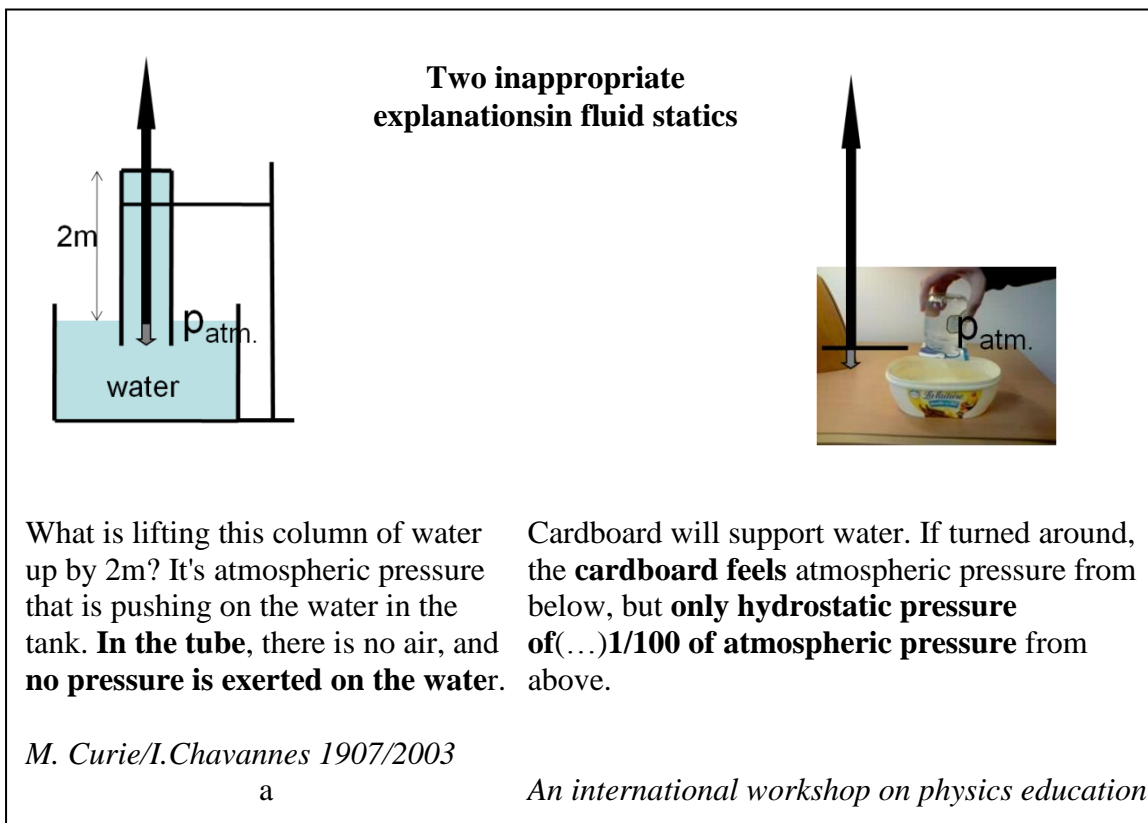 Two inappropriate
explanationsin fluid statics
2m
p atm.
water
p atm.
What is lifting this column of water
up by 2m? It's atmospheric pressure
that is pushing on the water in the
tank. In the tube, there is no air, and
no pressure is exerted on the water.
M. Curie/I.Chavannes 1907/2003
a
Cardboard will support water. If turned around,
the cardboard feels atmospheric pressure from
below, but only hydrostatic pressure
of(…)1/100 of atmospheric pressure from
above.
An international workshop on physics education